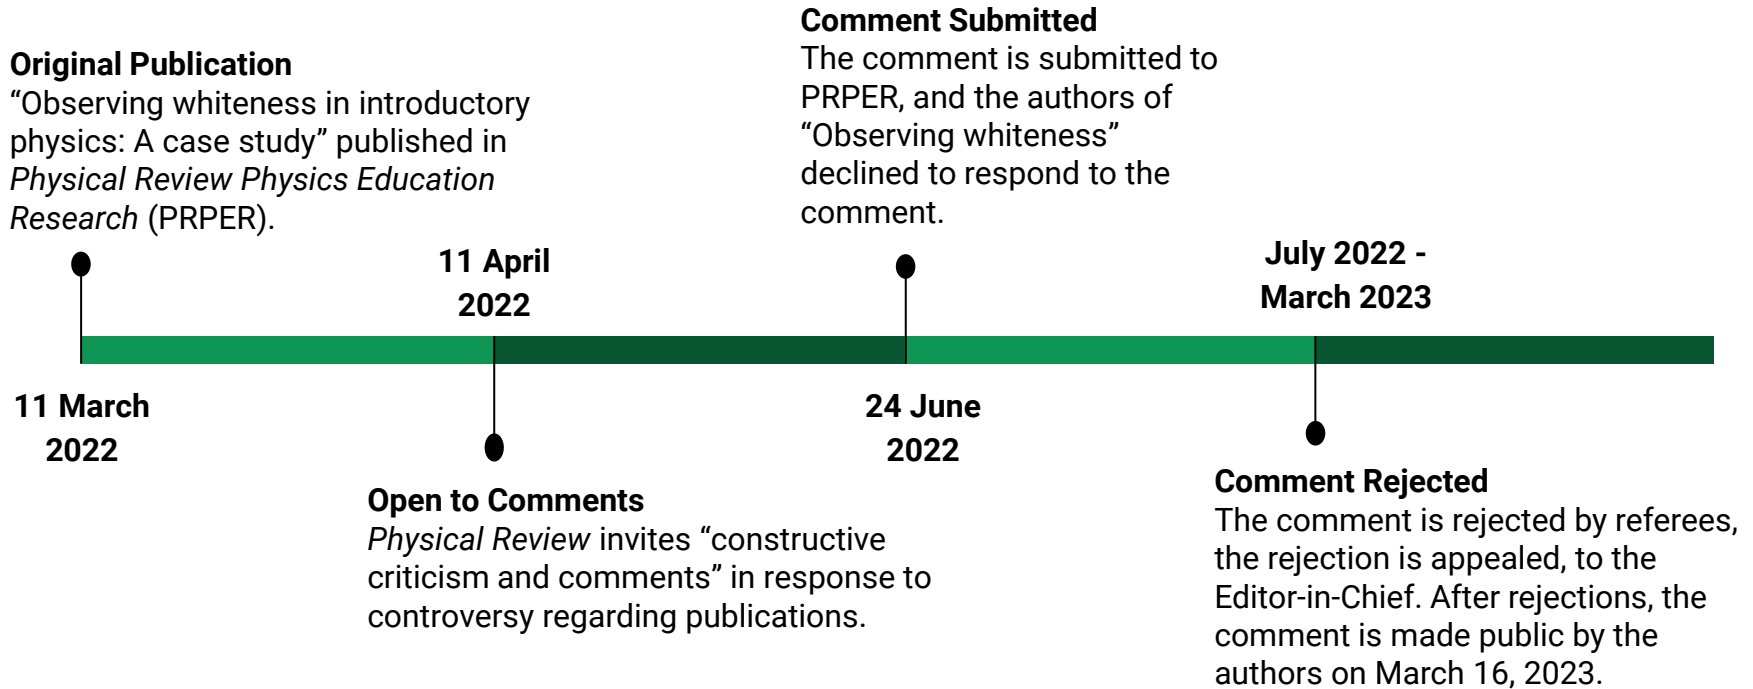 Original Publication
“Observing whiteness in introductory
physics: A case study” published in
Physical Review Physics Education
Research (PRPER).
11 March
2022
11 April
2022
Open to Comments
Physical Review invites “constructive
criticism and comments” in response to
controversy regarding publications.
Comment Submitted
The comment is submitted to
PRPER, and the authors of
“Observing whiteness”
declined to respond to the
comment.
24 June
2022
July 2022 -
March 2023
Comment Rejected
The comment is rejected by referees,
the rejection is appealed, to the
Editor-in-Chief. After rejections, the
comment is made public by the
authors on March 16, 2023.